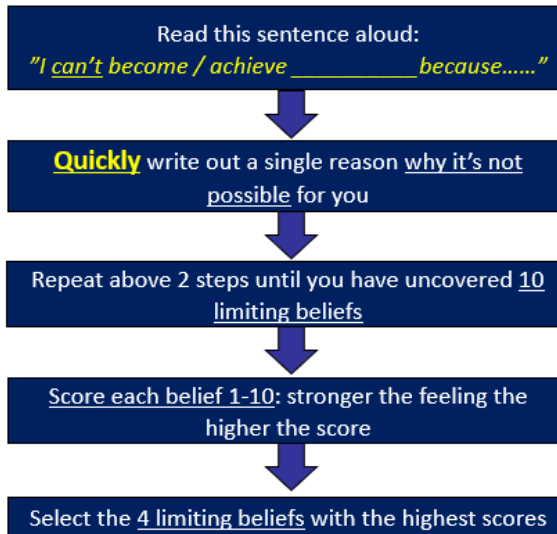 Read this sentence aloud:
”I can’t become / achieve __________ because……”
Quickly write out a single reason why it’s not
possible for you
Repeat above 2 steps until you have uncovered 10
limiting beliefs
Score each belief 1-10: stronger the feeling the
higher the score
Select the 4 limiting beliefs with the highest scores